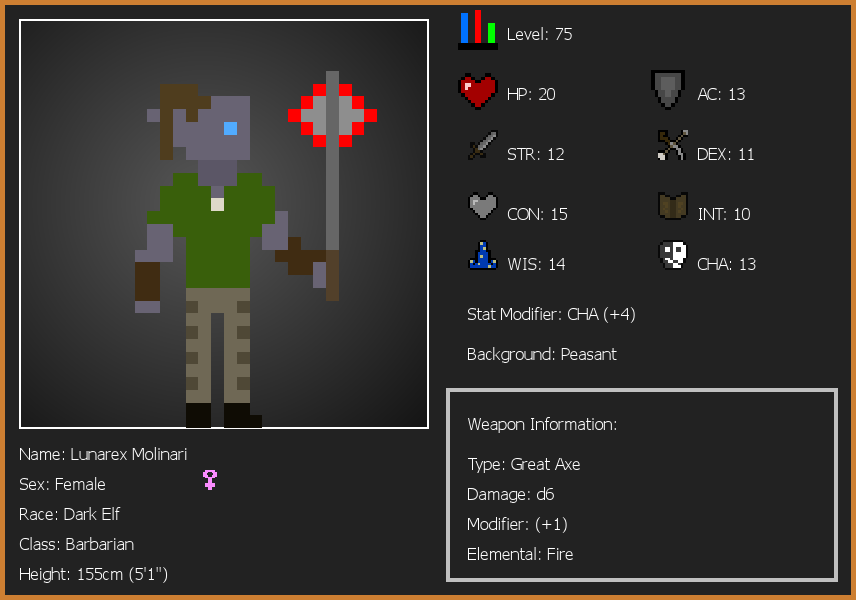 Level: 75
HP: 20
AC: 13
STR: 12
DEX: 11
CON: 15
INT: 10
WIS: 14
CHA: 13
Stat Modifier: CHA (+4)
Background: Peasant
Weapon Information:
Type: Great Axe
Damage: d6
Modifier: (+1)
Elemental: Fire
Name: Lunarex Molinari
Sex: Female
Race: Dark Elf
Class: Barbarian
Height: 155cm (5'1")